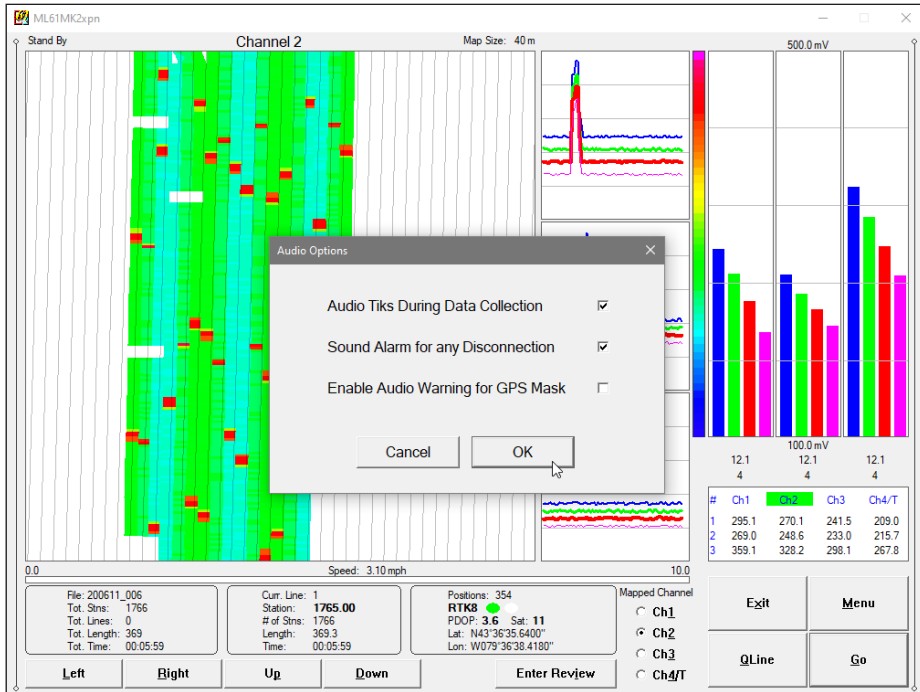 ML61MK2xpn
Stand By
Channel 2
Map Size: 40 m
500.0 mV
Audio Options
Audio Tiks During Data Collection
Sound Alarm for any Disconnection
Enable Audio Warning for GPS Mask
Cancel
OK
100.0 mV
12.1 12.1 12.1
4 4 4
# Ch1 Ch2 Ch3 Ch4/T
1 295.1 270.1 241.5 209.0
2 269.0 248.6 233.0 215.7
3 359.1 328.2 298.1 267.8
0.0
Speed: 3.10 mph
10.0
File: 200611_006
Tot. Stns: 1766
Tot. Lines: 0
Tot. Length: 369
Tot. Time: 00:05:59
Curr. Line: 1
Station: 1765.00
# of Stns: 1766
Length: 369.3
Time: 00:05:59
Positions: 354
RTK8
PDOP: 3.6 Sat: 11
Lat: N43°36'35.6400"
Lon: W079°36'38.4180"
Mapped Channel
Ch1
Ch2
Ch3
Ch4/T
Exit
Menu
QLine
Go
Left
Right
Up
Down
Enter Review